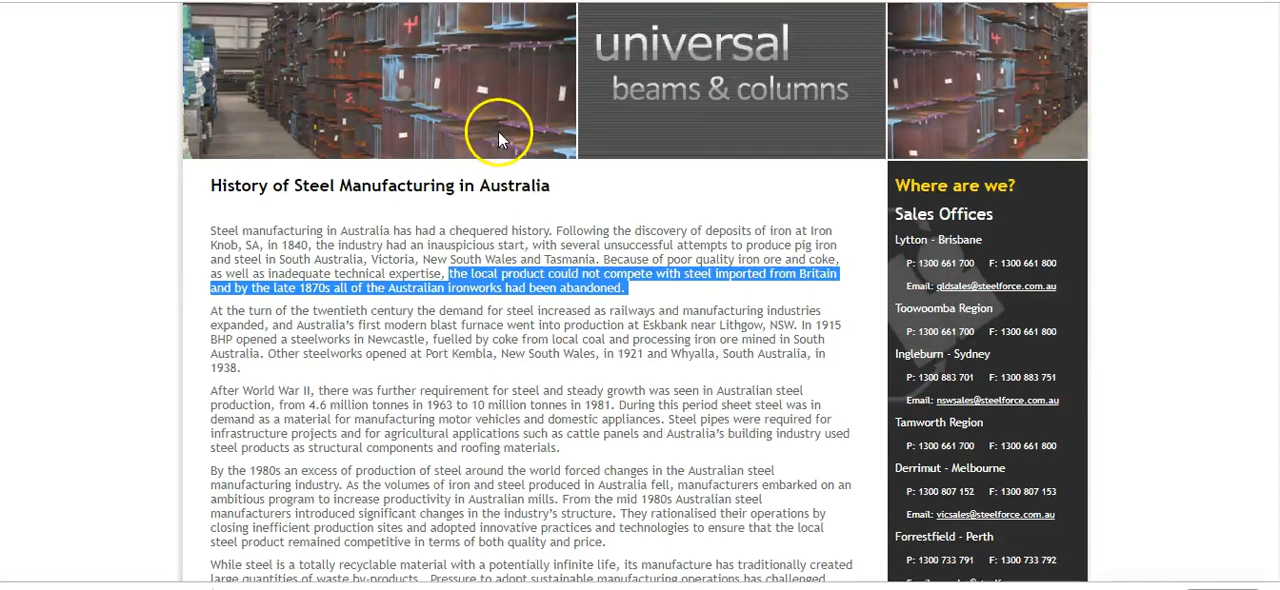 universal
beams & columns
History of Steel Manufacturing in Australia
Steel manufacturing in Australia has had a chequered history. Following the discovery of deposits of iron at Iron
Knob, SA, in 1840, the industry had an inauspicious start, with several unsuccessful attempts to produce pig iron
and steel in South Australia, Victoria, New South Wales and Tasmania. Because of poor quality iron ore and coke,
as well as inadequate technical expertise, the local product could not compete with steel imported from Britain
and by the late 1870s all of the Australian ironworks had been abandoned.
At the turn of the twentieth century the demand for steel increased as railways and manufacturing industries
expanded, and Australia's first modern blast furnace went into production at Eskbank near Lithgow, NSW. In 1915
BHP opened a steelworks in Newcastle, fuelled by coke from local coal and processing iron ore mined in South
Australia. Other steelworks opened at Port Kembla, New South Wales, in 1921 and Whyalla, South Australia, in
1938.
After World War II, there was further requirement for steel and steady growth was seen in Australian steel
production, from 4.6 million tonnes in 1963 to 10 million tonnes in 1981. During this period sheet steel was in
demand as a material for manufacturing motor vehicles and domestic appliances. Steel pipes were required for
infrastructure projects and for agricultural applications such as cattle panels and Australia's building industry used
steel products as structural components and roofing materials.
By the 1980s an excess of production of steel around the world forced changes in the Australian steel
manufacturing industry. As the volumes of iron and steel produced in Australia fell, manufacturers embarked on an
ambitious program to increase productivity in Australian mills. From the mid 1980s Australian steel
manufacturers introduced significant changes in the industry's structure. They rationalised their operations by
closing inefficient production sites and adopted innovative practices and technologies to ensure that the local
steel product remained competitive in terms of both quality and price.
While steel is a totally recyclable material with a potentially infinite life, its manufacture has traditionally created
large quantities of waste by-products. Pressure to adopt sustainable manufacturing operations has challenged
Where are we?
Sales Offices
Lytton - Brisbane
P: 1300 661 700 F: 1300 661 800
Email: qldsales@steelforce.com.au
Toowoomba Region
P: 1300 661 700 F: 1300 661 800
Ingleburn - Sydney
P: 1300 883 701 F: 1300 883 751
Email: nswsales@steelforce.com.au
Tamworth Region
P: 1300 661 700 F: 1300 661 800
Derrimut - Melbourne
P: 1300 807 152 F: 1300 807 153
Email: vicsales@steelforce.com.au
Forrestfield - Perth
P: 1300 733 791 F: 1300 733 792